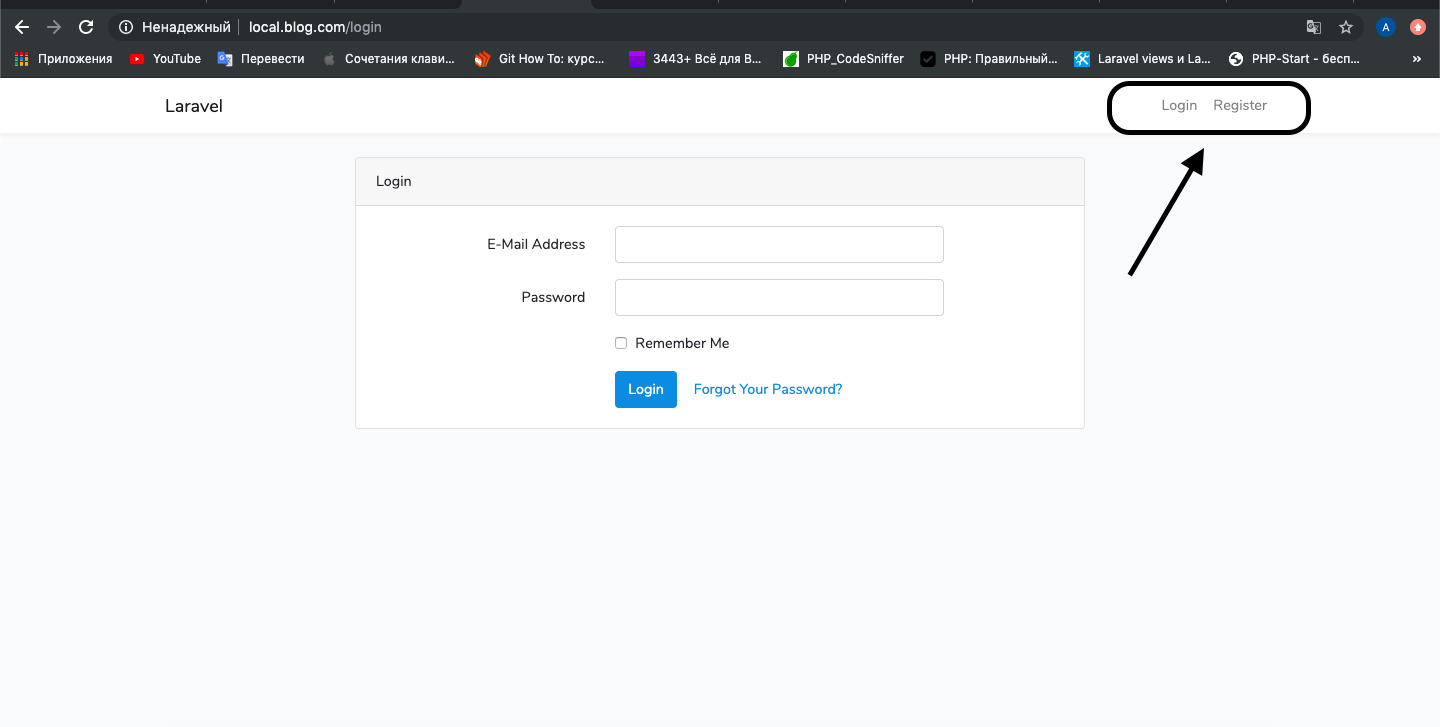 Ненадежный local.blog.com/login A
Приложения YouTube Перевести Сочетания клави... Git How To: курс... 3443+ Всё для В... PHP_CodeSniffer PHP: Правильный... Laravel views и La... PHP-Start - бесп... »
Laravel Login Register
Login
E-Mail Address
Password
Remember Me
Login Forgot Your Password?